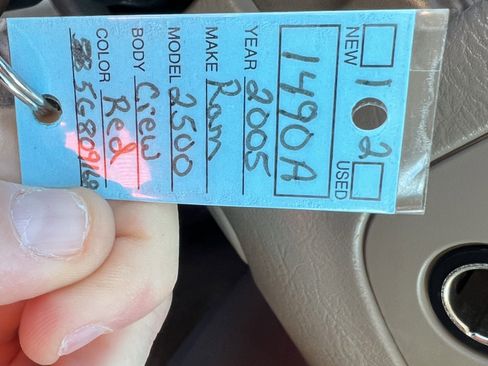 NEW 1 2 USED
1490A
YEAR 2005
MAKE Ram
MODEL 2500
BODY Crew
COLOR Red